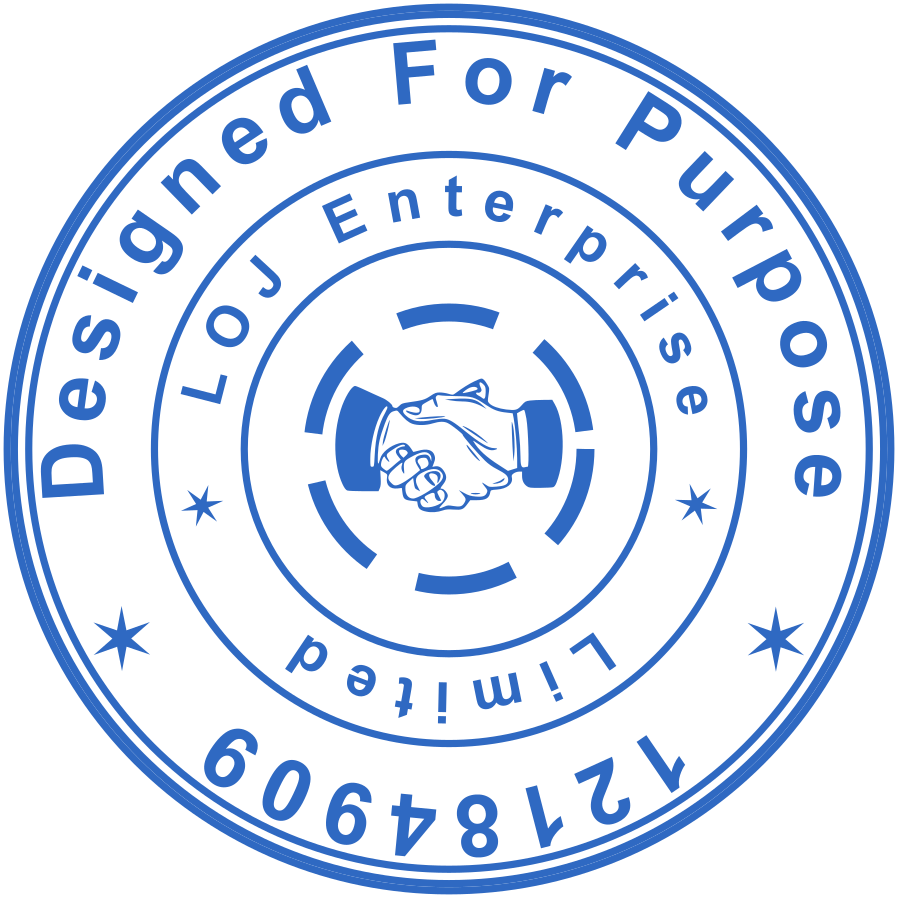 Designed For Purpose
LOJ Enterprise
Limited
12184909